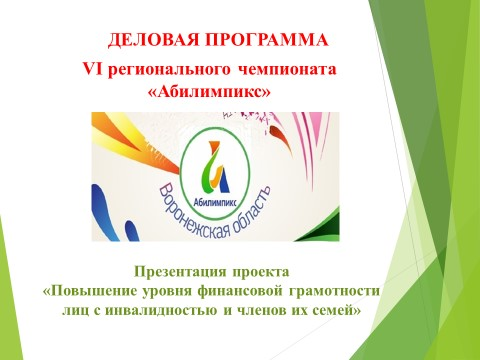 ДЕЛОВАЯ ПРОГРАММА
VI регионального чемпионата
«Абилимпикс»
Абилимпикс
Воронежская область
Презентация проекта
«Повышение уровня финансовой грамотности
лиц с инвалидностью и членов их семей»